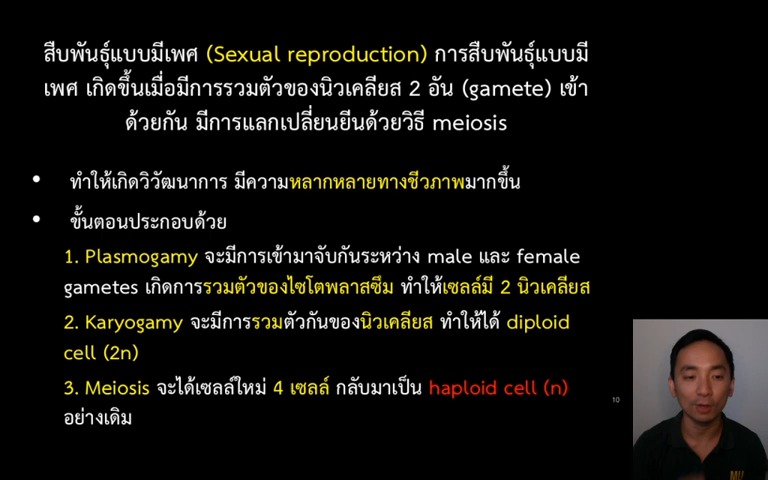 สืบพันธุ์แบบมีเพศ (Sexual reproduction) การสืบพันธุ์แบบมี
เพศ เกิดขึ้นเมื่อมีการรวมตัวของนิวเคลียส 2 อัน (gamete) เข้า
ด้วยกัน มีการแลกเปลี่ยนยีนด้วยวิธี meiosis
• ทำให้เกิดวิวัฒนาการ มีความหลากหลายทางชีวภาพมากขึ้น
• ขั้นตอนประกอบด้วย
1. Plasmogamy จะมีการเข้ามาจับกันระหว่าง male และ female
gametes เกิดการรวมตัวของไซโตพลาสซึม ทำให้เซลล์มี 2 นิวเคลียส
2. Karyogamy จะมีการรวมตัวกันของนิวเคลียส ทำให้ได้ diploid
cell (2n)
3. Meiosis จะได้เซลล์ใหม่ 4 เซลล์ กลับมาเป็น haploid cell (n)
อย่างเดิม
10